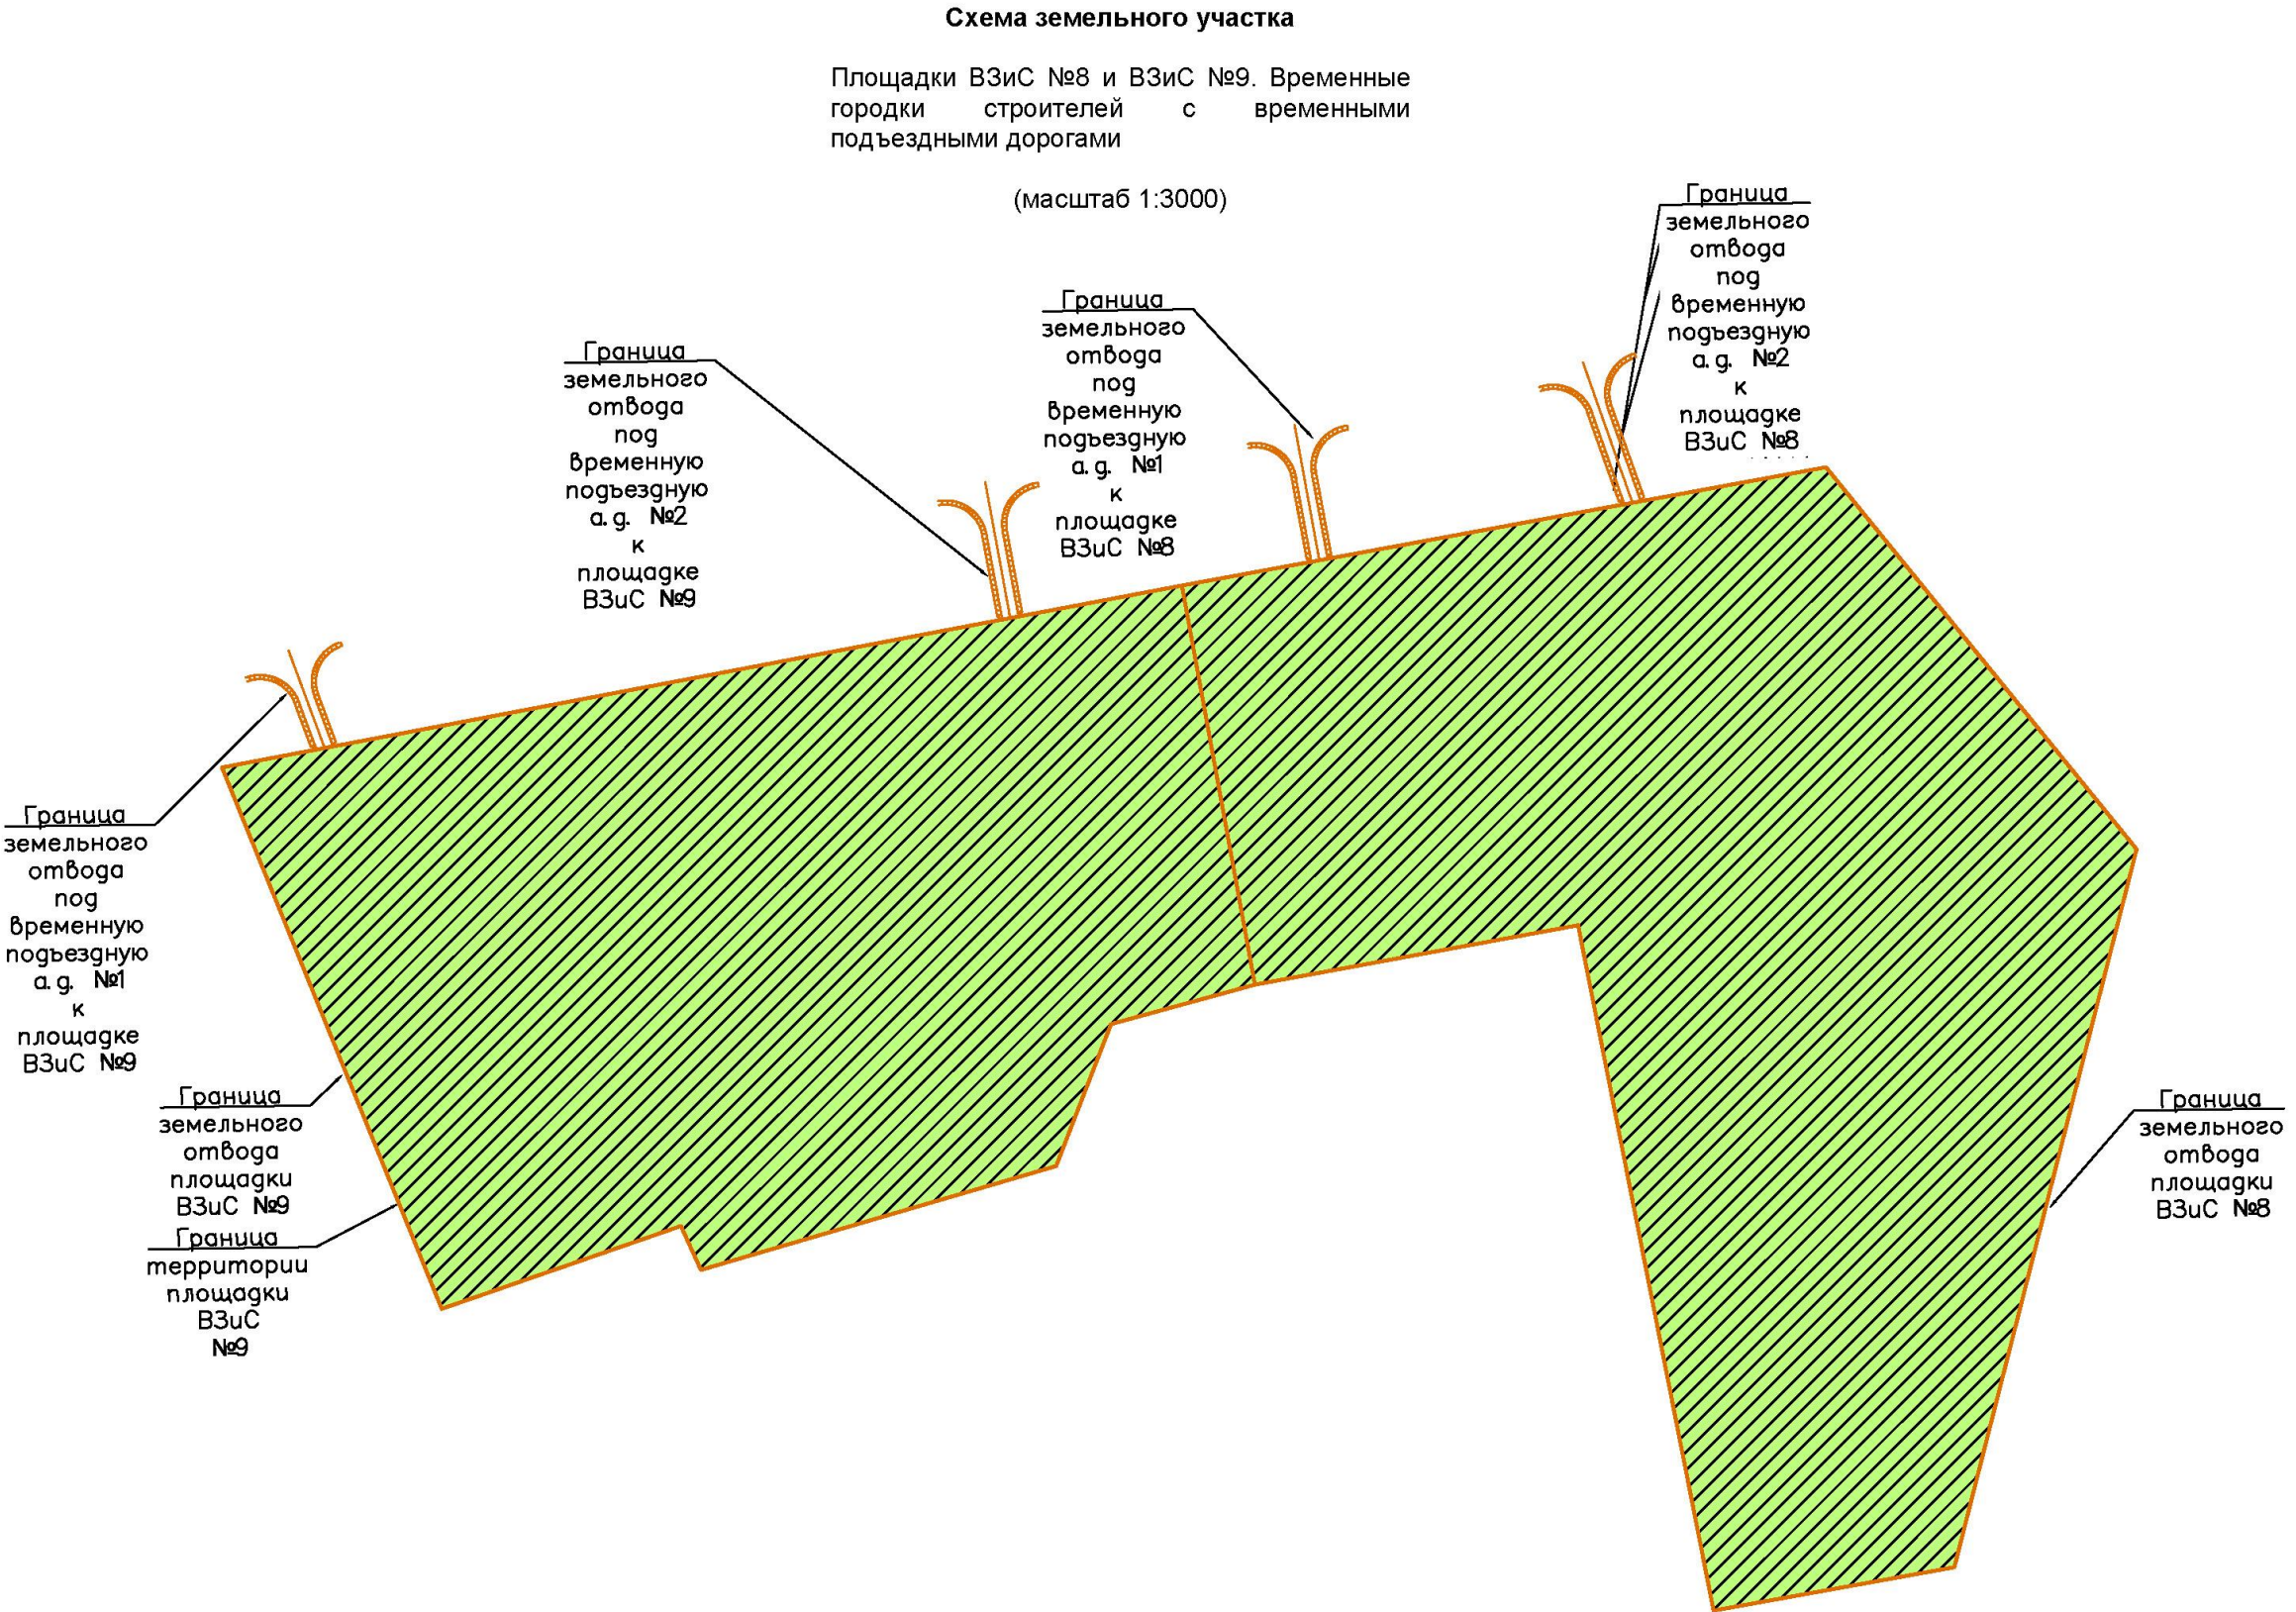 Схема земельного участка
Площадки ВЗиС №8 и ВЗиС №9. Временные
городки строителей с временными
подъездными дорогами
(масштаб 1:3000)
Граница
земельного
отвода
под
временную
подъездную
а.д. №2
к
площадке
ВЗиС №8
Граница
земельного
отвода
под
временную
подъездную
а.д. №1
к
площадке
ВЗиС №8
Граница
земельного
отвода
под
временную
подъездную
а.д. №2
к
площадке
ВЗиС №9
Граница
земельного
отвода
под
временную
подъездную
а.д. №1
к
площадке
ВЗиС №9
Граница
земельного
отвода
площадки
ВЗиС №9
Граница
территории
площадки
ВЗиС
№9
Граница
земельного
отвода
площадки
ВЗиС №8